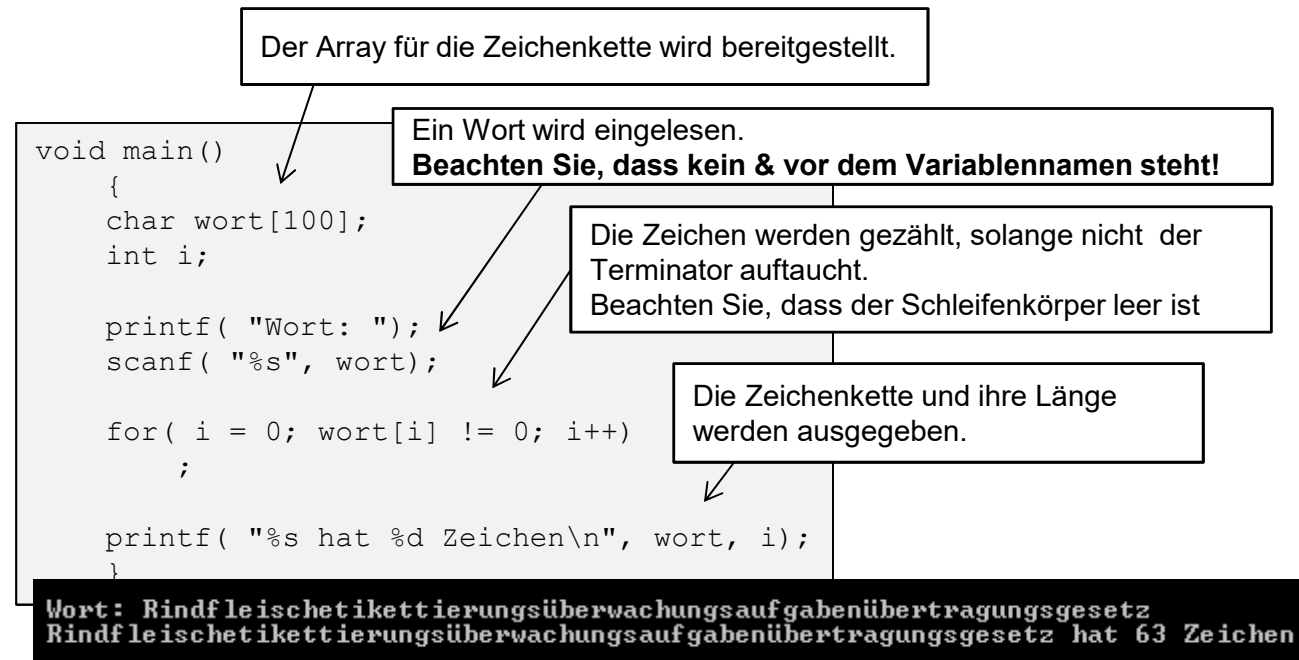 Der Array für die Zeichenkette wird bereitgestellt.
Ein Wort wird eingelesen.
Beachten Sie, dass kein & vor dem Variablennamen steht!
void main()
{
char wort[100];
int i;
Die Zeichen werden gezählt, solange nicht der
Terminator auftaucht.
Beachten Sie, dass der Schleifenkörper leer ist
printf( "Wort: ");
scanf( "%s", wort);
Die Zeichenkette und ihre Länge
werden ausgegeben.
for( i = 0; wort[i] != 0; i++)
;
printf( "%s hat %d Zeichen\n", wort, i);
}
Wort: Rindfleischetikettierungsüberwachungsaufgabenübertragungsgesetz
Rindfleischetikettierungsüberwachungsaufgabenübertragungsgesetz hat 63 Zeichen